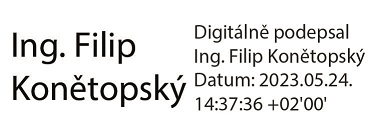 Ing. Filip
Konětopský
Digitálně podepsal
Ing. Filip Konětopský
Datum: 2023.05.24.
14:37:36 +02'00'